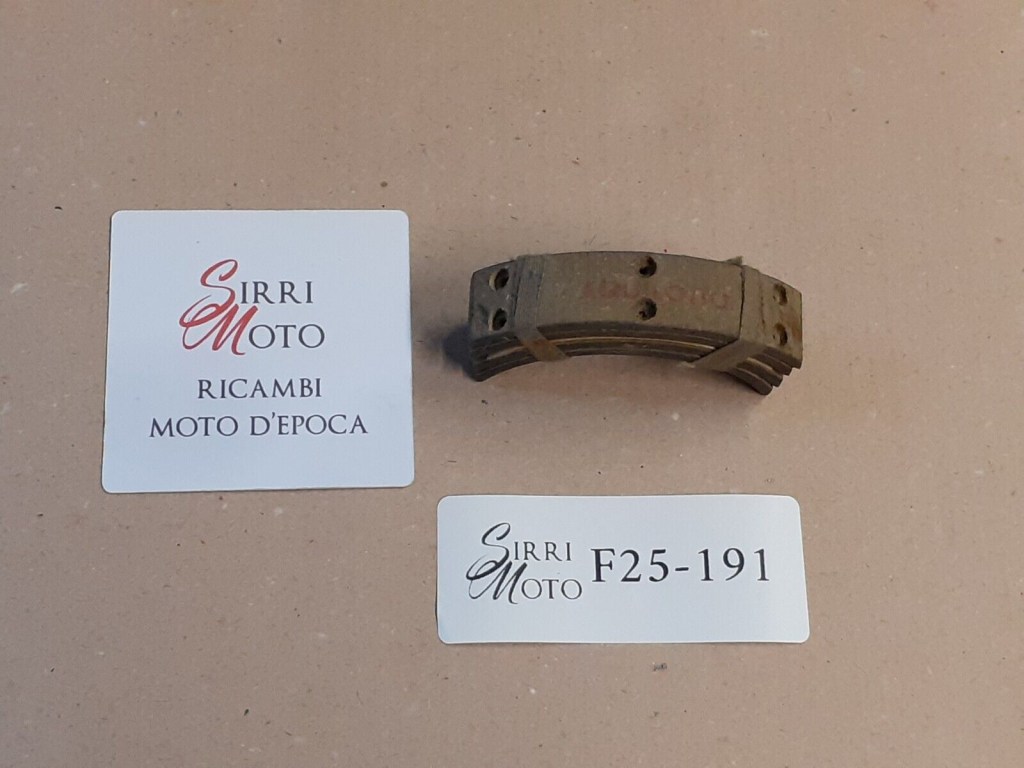 SIRRI
MOTO
RICAMBI
MOTO D'EPOCA
SIRRI
MOTO
F25-191